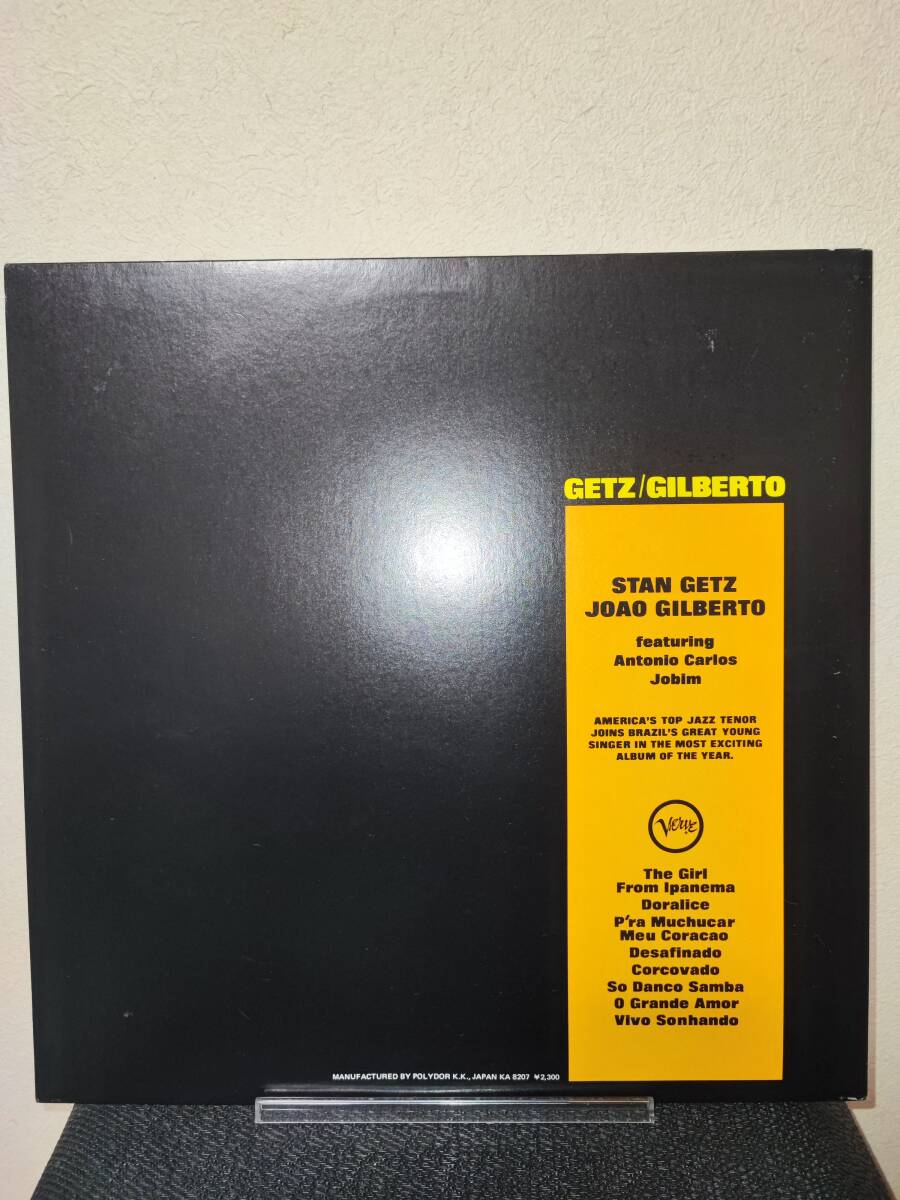 GETZ/GILBERTO
STAN GETZ
JOAO GILBERTO
featuring
Antonio Carlos
Jobim
AMERICA'S TOP JAZZ TENOR
JOINS BRAZIL'S GREAT YOUNG
SINGER IN THE MOST EXCITING
ALBUM OF THE YEAR.
Verve
The Girl
From Ipanema
Doralice
P'ra Muchucar
Meu Coracao
Desafinado
Corcovado
So Danco Samba
O Grande Amor
Vivo Sonhando
MANUFACTURED BY POLYDOR K.K., JAPAN KA 8207 ¥2,300